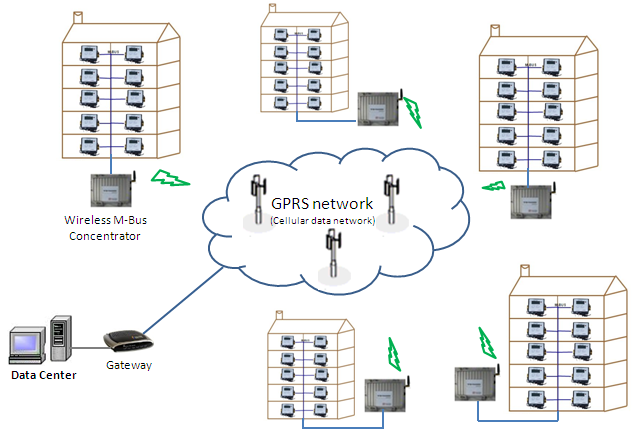 GPRS network
(Cellular data network)
Wireless M-Bus
Concentrator
Gateway
Data Center